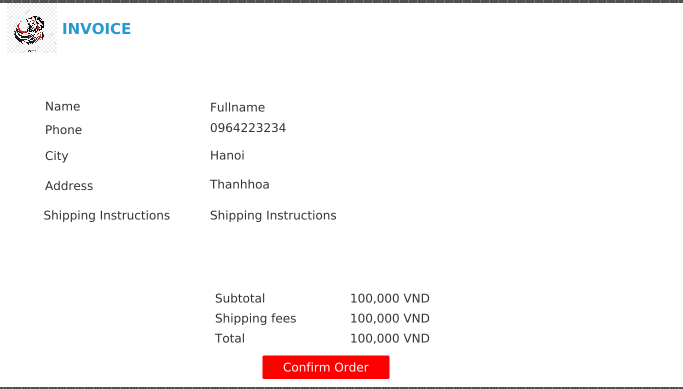 INVOICE
Name Fullname
Phone 0964223234
City Hanoi
Address Thanhhoa
Shipping Instructions Shipping Instructions
Subtotal 100,000 VND
Shipping fees 100,000 VND
Total 100,000 VND
Confirm Order